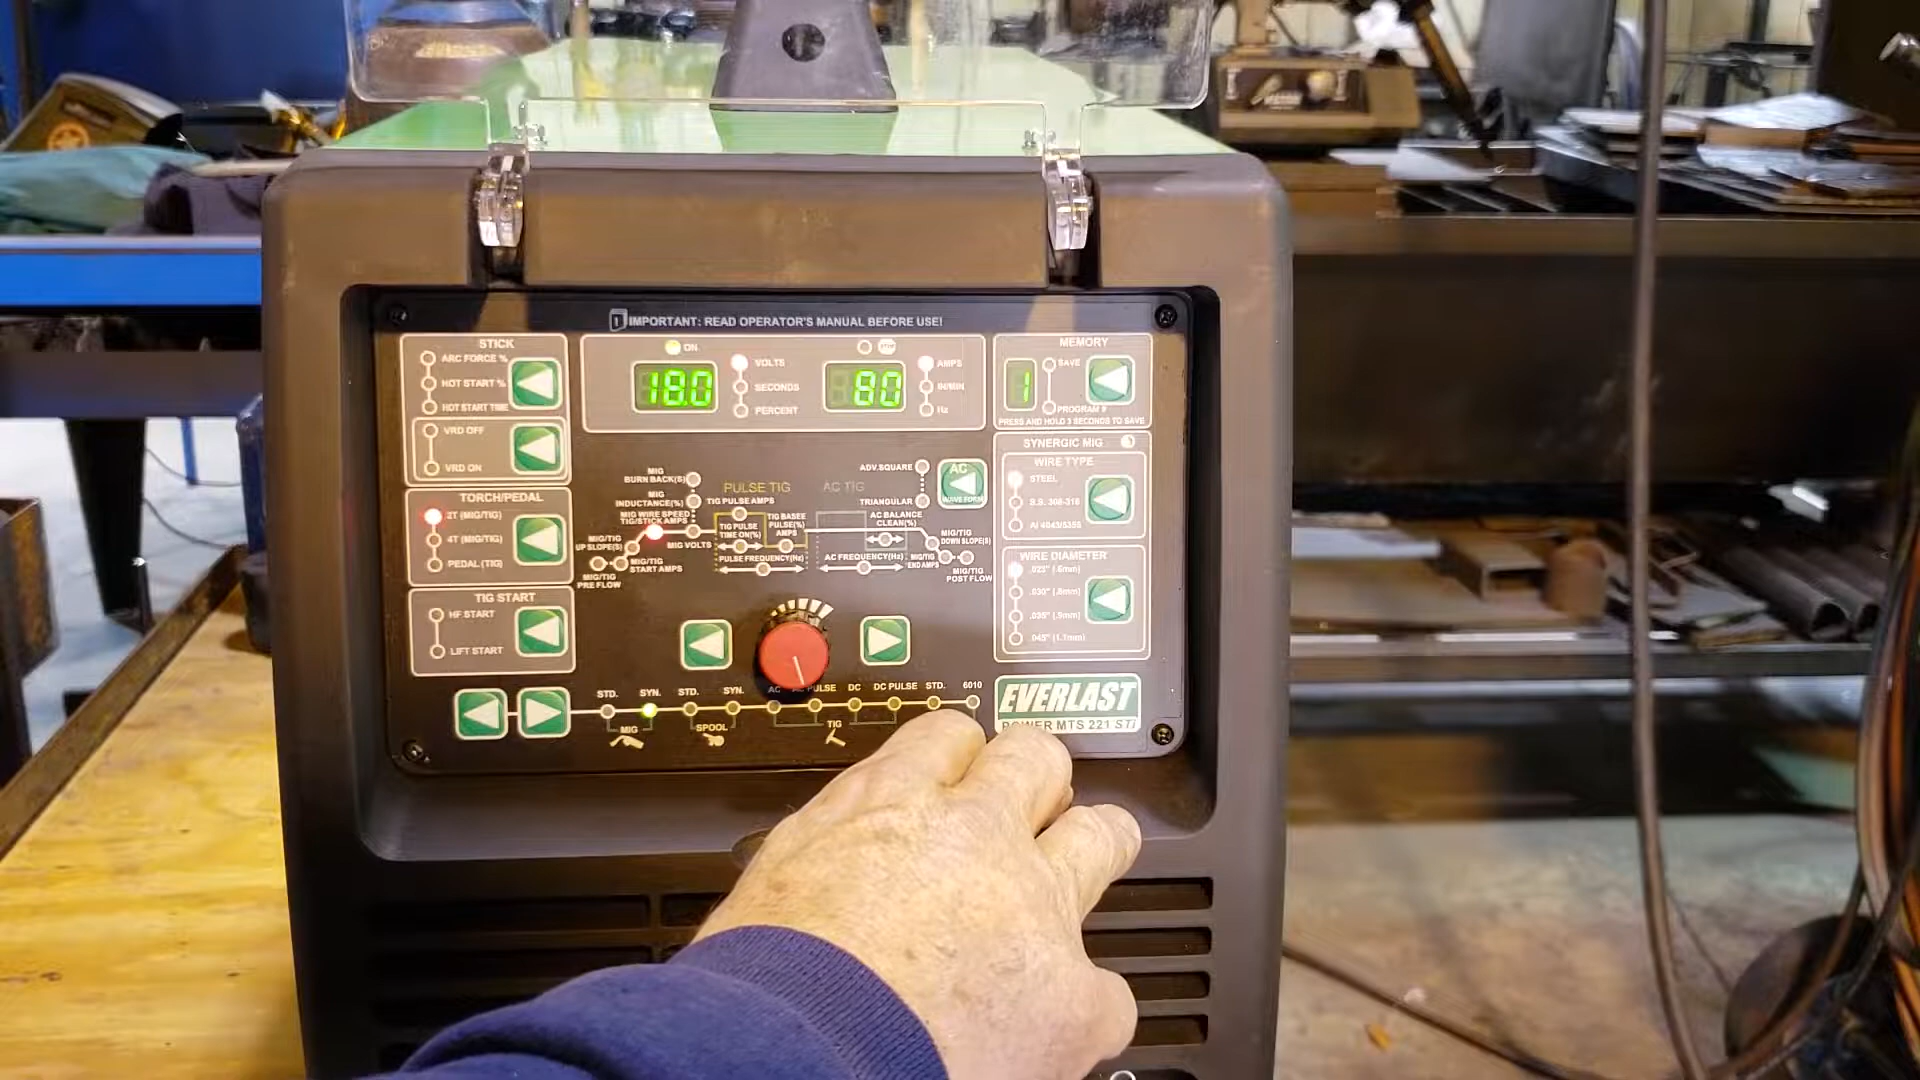 IMPORTANT: READ OPERATOR'S MANUAL BEFORE USE!
STICK
ARC FORCE %
HOT START %
HOT START TIME
VRD OFF
VRD ON
TORCH/PEDAL
2T (MIG/TIG)
4T (MIG/TIG)
PEDAL (TIG)
TIG START
HF START
LIFT START
ON
18.0
VOLTS
SECONDS
PERCENT
80
AMPS
IN/MIN
Hz
MEMORY
1
SAVE
PROGRAM #
PRESS AND HOLD 3 SECONDS TO SAVE
SYNERGIC MIG
WIRE TYPE
STEEL
S.S. 308-316
Al 4043/5356
WIRE DIAMETER
.023" (.6mm)
.030" (.8mm)
.035" (.9mm)
.045" (1.1mm)
MIG
BURN BACK(S)
MIG
INDUCTANCE(%)
MIG WIRE SPEED
TIG/STICK AMPS
MIG/TIG
UP SLOPE(S)
MIG VOLTS
MIG/TIG
START AMPS
MIG/TIG
PRE FLOW
PULSE TIG
TIG PULSE AMPS
TIG PULSE
TIME ON(%)
PULSE(%)
AMPS
PULSE FREQUENCY(Hz)
AC TIG
ADV.SQUARE
TRIANGULAR
AC
WAVE FORM
AC BALANCE
CLEAN(%)
AC FREQUENCY(Hz)
MIG/TIG
DOWN SLOPE(S)
MIG/TIG
END AMPS
MIG/TIG
POST FLOW
STD.
SYN.
STD.
SYN.
AC
DC
DC PULSE
STD.
6010
MIG
SPOOL
TIG
EVERLAST
POWER MTS 221 STi